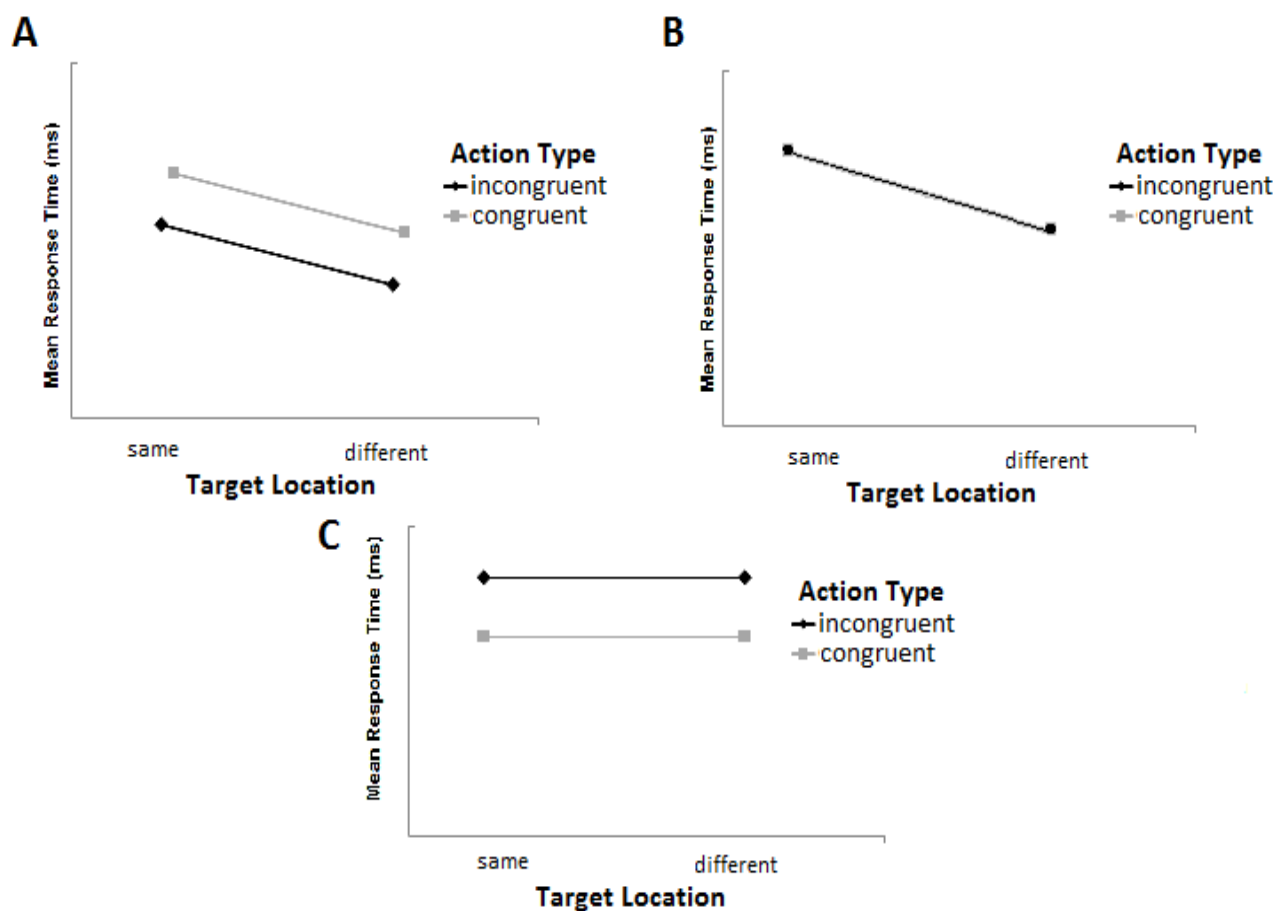 A
Mean Response Time (ms)
Action Type
incongruent
congruent
same
different
Target Location
B
Mean Response Time (ms)
Action Type
incongruent
congruent
same
different
Target Location
C
Mean Response Time (ms)
Action Type
incongruent
congruent
same
different
Target Location